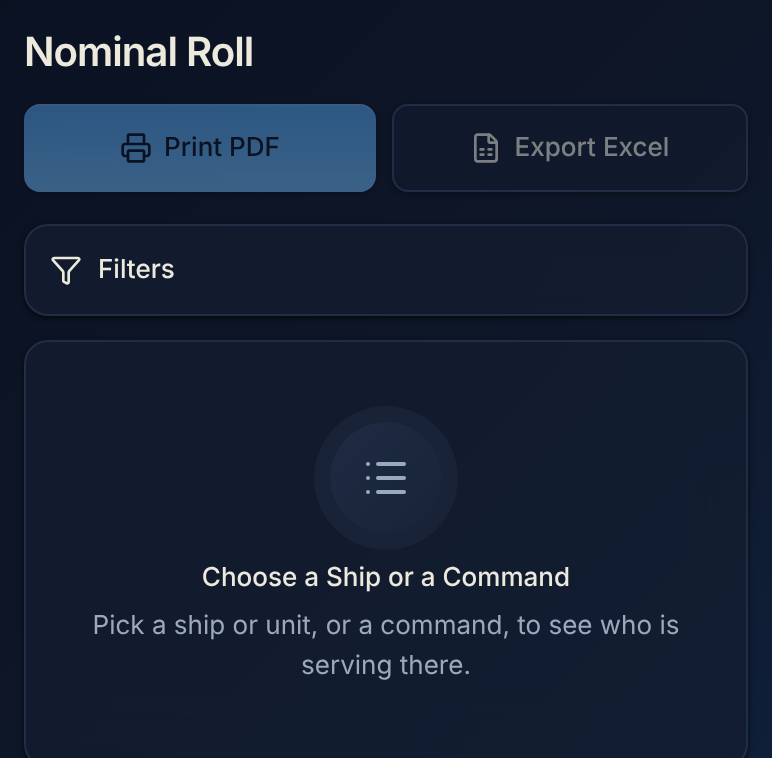 Nominal Roll
Print PDF
Export Excel
Filters
Choose a Ship or a Command
Pick a ship or unit, or a command, to see who is
serving there.